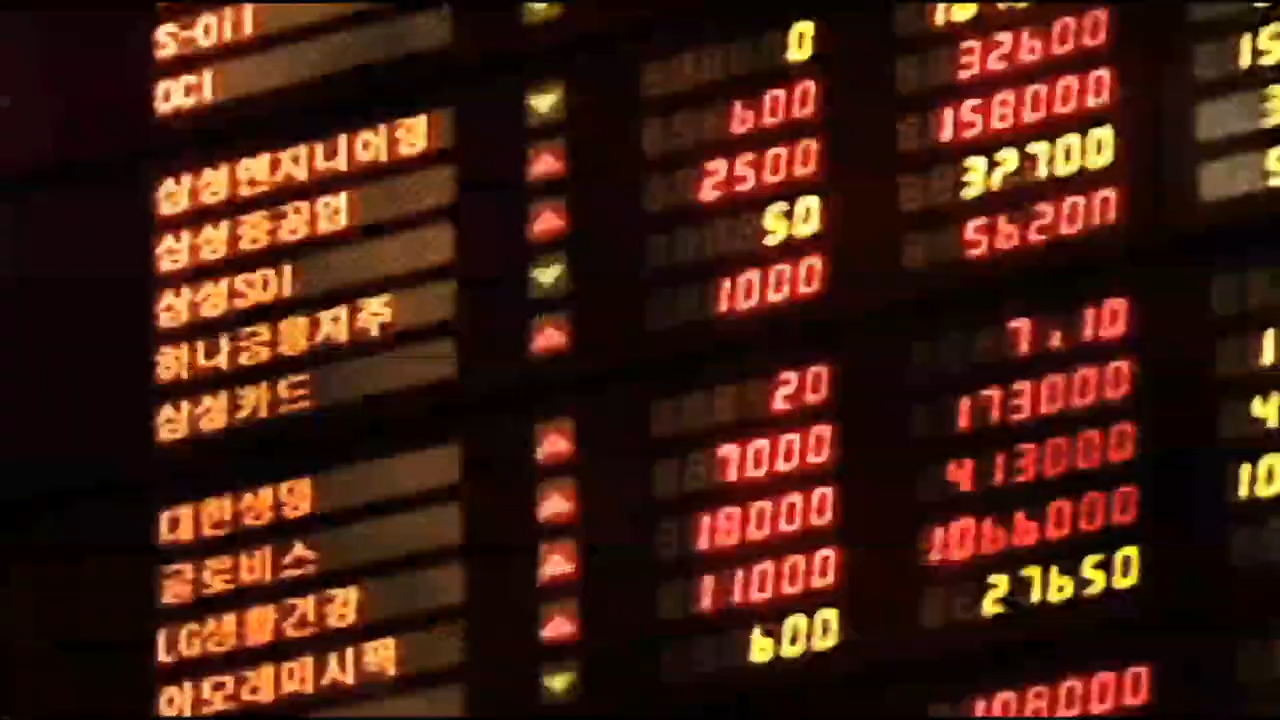 S-Oil
OCI
삼성엔지니어링 0
삼성중공업 600 32600
삼성SDI 2500 158000
하나금융지주 50 32700
삼성카드 1000 56200
대한생명 20 7.10
글로비스 7000 173000
LG생활건강 18000 413000
아모레퍼시픽 11000 1066000
600 27650
108000